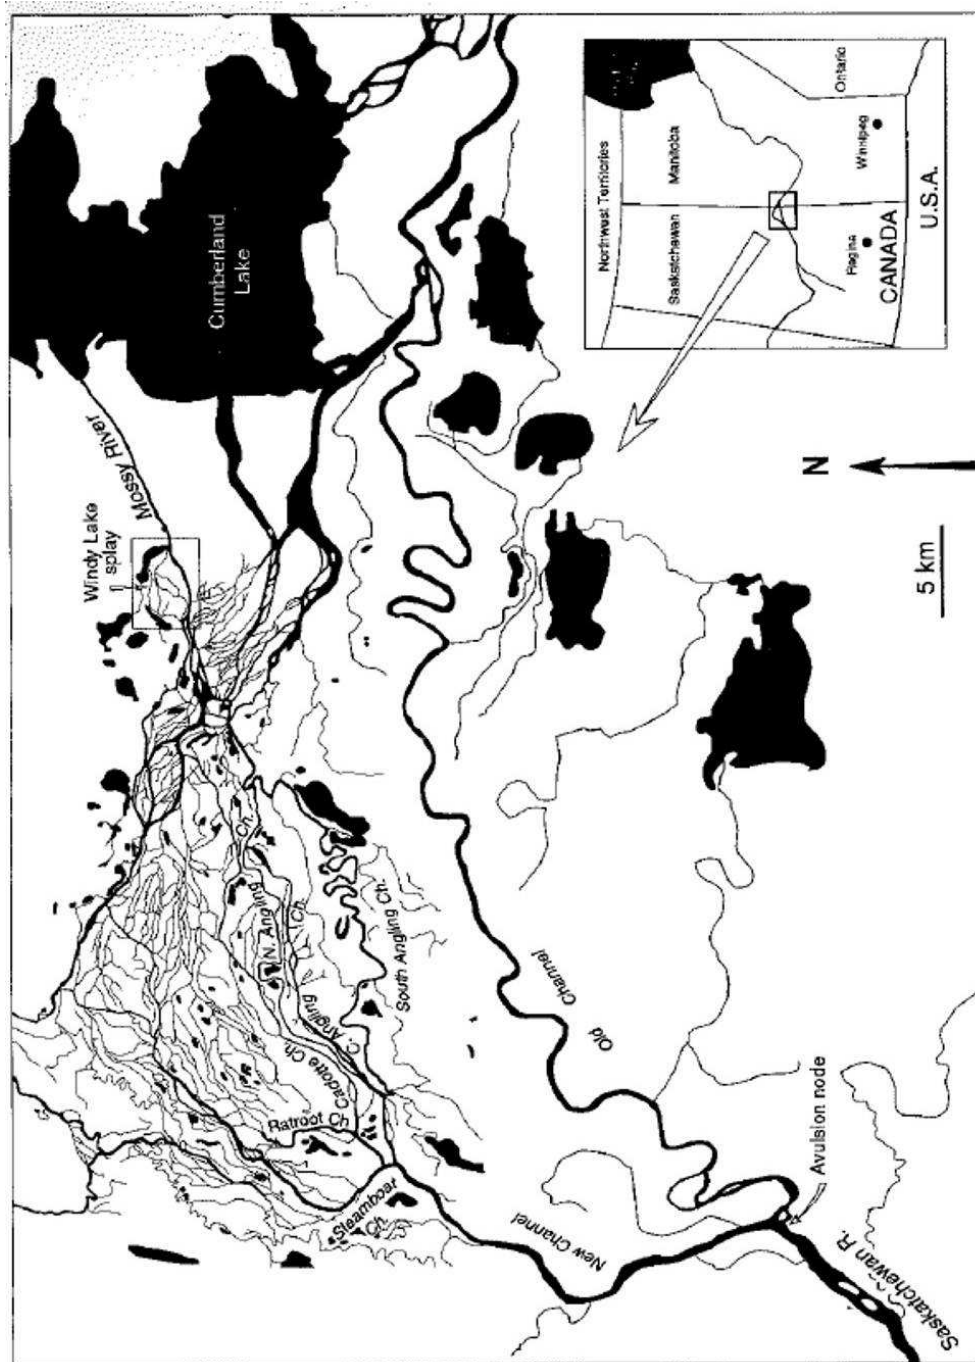 Cumberland
Lake
Mossy River
Windy Lake
splay
N. Angling
Ch.
C. Angling
Ch.
South Angling Ch.
Cadotte Ch.
Ratroot Ch.
Steamboat
Ch.
New Channel
Old
Channel
Avulsion node
Saskatchewan R.
N
5 km
Northwest Territories
Saskatchewan
Manitoba
Ontario
Regina
Winnipeg
CANADA
U.S.A.